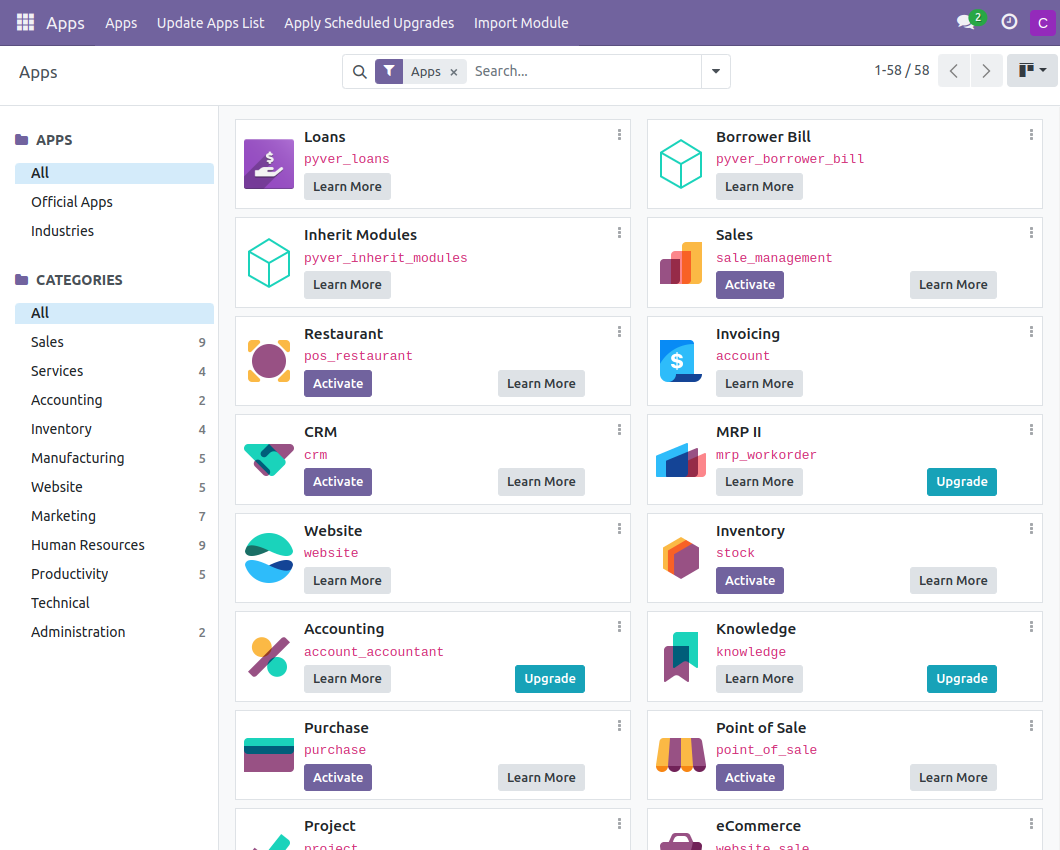 Apps Apps Update Apps List Apply Scheduled Upgrades Import Module 2 C
Apps Apps × Search... 1-58 / 58
APPS
All
Official Apps
Industries
CATEGORIES
All
Sales 9
Services 4
Accounting 2
Inventory 4
Manufacturing 5
Website 5
Marketing 7
Human Resources 9
Productivity 5
Technical
Administration 2
Loans
pyver_loans
Learn More
Borrower Bill
pyver_borrower_bill
Learn More
Inherit Modules
pyver_inherit_modules
Learn More
Sales
sale_management
Activate Learn More
Restaurant
pos_restaurant
Activate Learn More
Invoicing
account
Learn More
CRM
crm
Activate Learn More
MRP II
mrp_workorder
Learn More Upgrade
Website
website
Learn More
Inventory
stock
Activate Learn More
Accounting
account_accountant
Learn More Upgrade
Knowledge
knowledge
Learn More Upgrade
Purchase
purchase
Activate Learn More
Point of Sale
point_of_sale
Activate Learn More
Project
project
eCommerce
website_sale